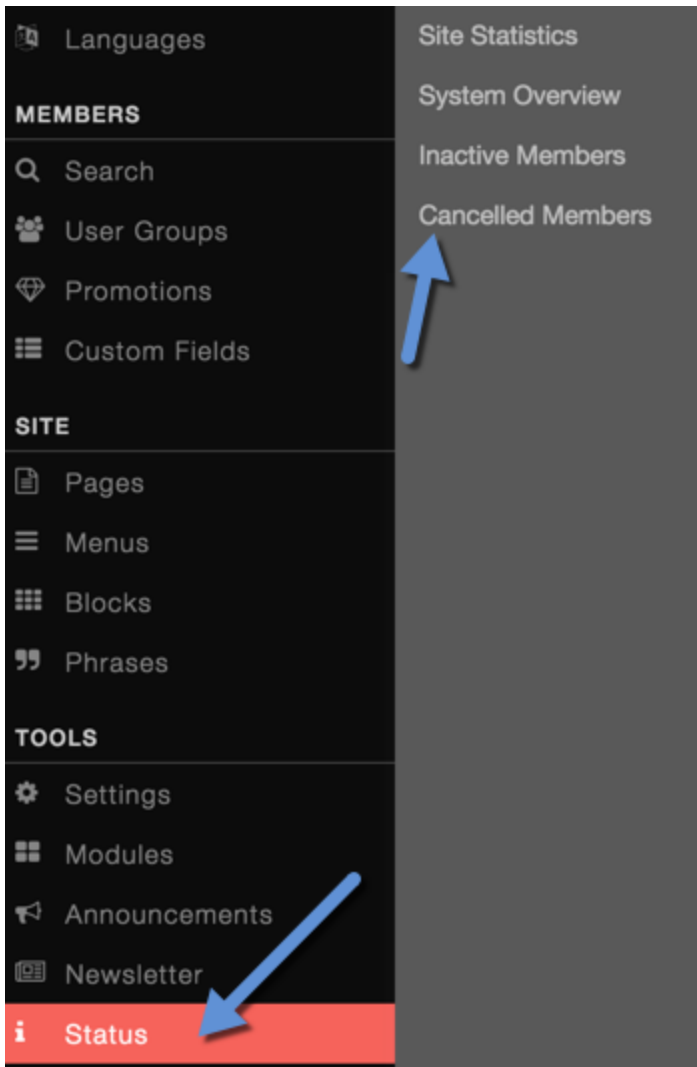 Languages
MEMBERS
Search
User Groups
Promotions
Custom Fields
SITE
Pages
Menus
Blocks
Phrases
TOOLS
Settings
Modules
Announcements
Newsletter
Status
Site Statistics
System Overview
Inactive Members
Cancelled Members